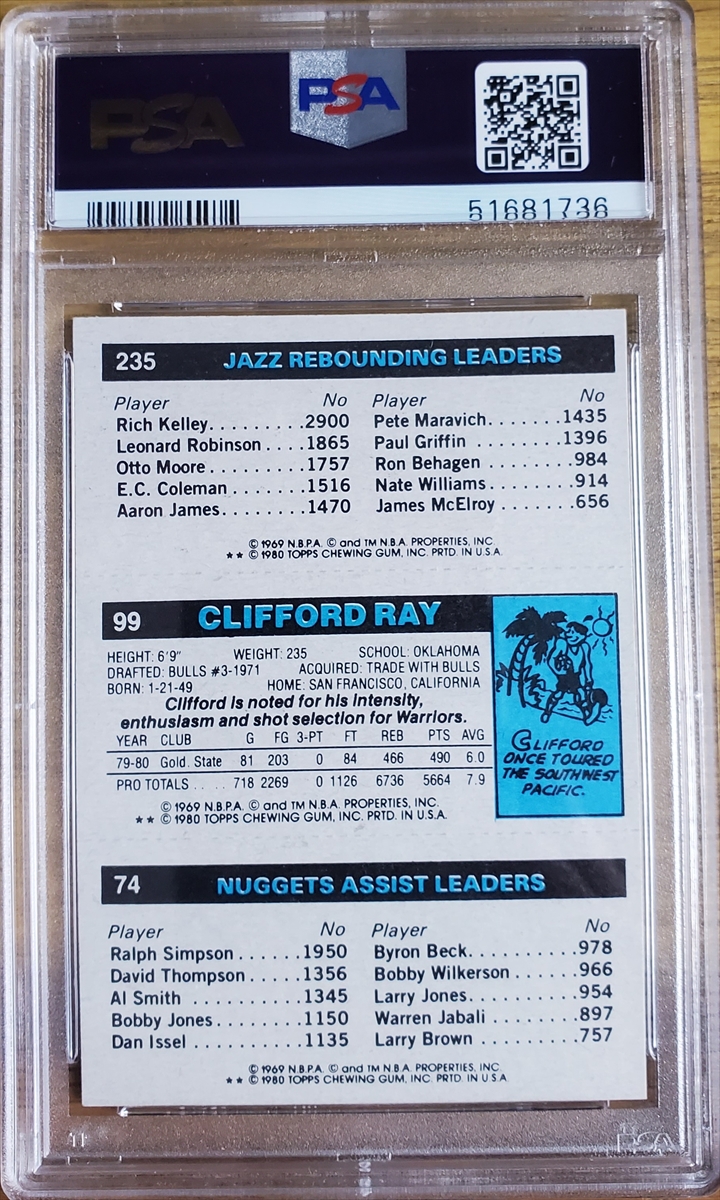 PSA
PSA
51681736
235 JAZZ REBOUNDING LEADERS
Player No Player No
Rich Kelley.........2900 Pete Maravich.......1435
Leonard Robinson....1865 Paul Griffin ........1396
Otto Moore.........1757 Ron Behagen........984
E.C. Coleman.......1516 Nate Williams........914
Aaron James........1470 James McElroy.......656
© 1969 N.B.P.A. © and TM N.B.A. PROPERTIES, INC.
★★ © 1980 TOPPS CHEWING GUM, INC. PRTD. IN U.S.A.
99 CLIFFORD RAY
HEIGHT: 6'9" WEIGHT: 235 SCHOOL: OKLAHOMA
DRAFTED: BULLS #3-1971 ACQUIRED: TRADE WITH BULLS
BORN: 1-21-49 HOME: SAN FRANCISCO, CALIFORNIA
Clifford is noted for his intensity,
enthusiasm and shot selection for Warriors.
YEAR CLUB G FG 3-PT FT REB PTS AVG
79-80 Gold. State 81 203 0 84 466 490 6.0
PRO TOTALS .. .. 718 2269 0 1126 6736 5664 7.9
© 1969 N.B.P.A. © and TM N.B.A. PROPERTIES, INC.
★★ © 1980 TOPPS CHEWING GUM, INC. PRTD. IN U.S.A.
CLIFFORD
ONCE TOURED
THE SOUTHWEST
PACIFIC.
74 NUGGETS ASSIST LEADERS
Player No Player No
Ralph Simpson......1950 Byron Beck..........978
David Thompson.....1356 Bobby Wilkerson......966
Al Smith ..........1345 Larry Jones..........954
Bobby Jones........1150 Warren Jabali........897
Dan Issel ..........1135 Larry Brown .........757
© 1969 N.B.P.A. © and TM N.B.A. PROPERTIES, INC.
★★ © 1980 TOPPS CHEWING GUM, INC. PRTD. IN U.S.A.
PSA